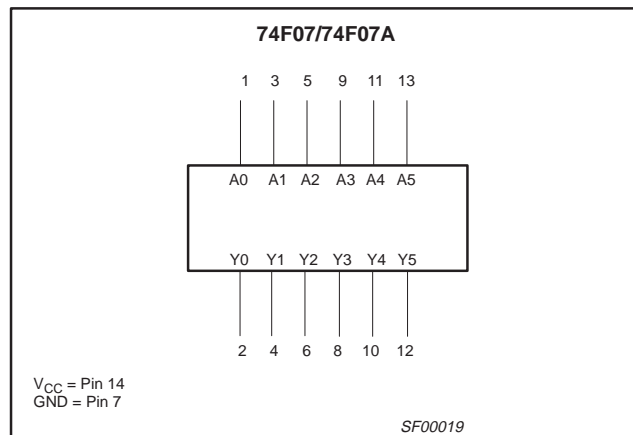 74F07/74F07A
1 3 5 9 11 13
A0 A1 A2 A3 A4 A5
Y0 Y1 Y2 Y3 Y4 Y5
2 4 6 8 10 12
VCC = Pin 14
GND = Pin 7
SF00019